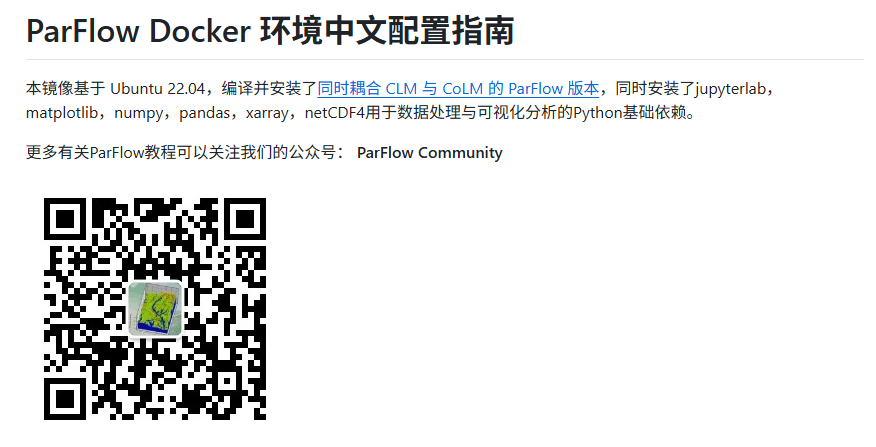 ParFlow Docker 环境中文配置指南
本镜像基于 Ubuntu 22.04，编译并安装了同时耦合 CLM 与 CoLM 的 ParFlow 版本，同时安装了jupyterlab，
matplotlib，numpy，pandas，xarray，netCDF4用于数据处理与可视化分析的Python基础依赖。
更多有关ParFlow教程可以关注我们的公众号： ParFlow Community